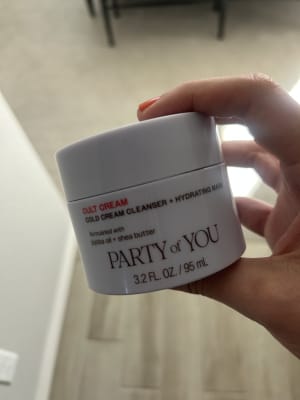 CULT CREAM
COLD CREAM CLEANSER + HYDRATING MASK
formulated with
jojoba oil + shea butter
PARTY of YOU
3.2 FL. OZ. / 95 mL